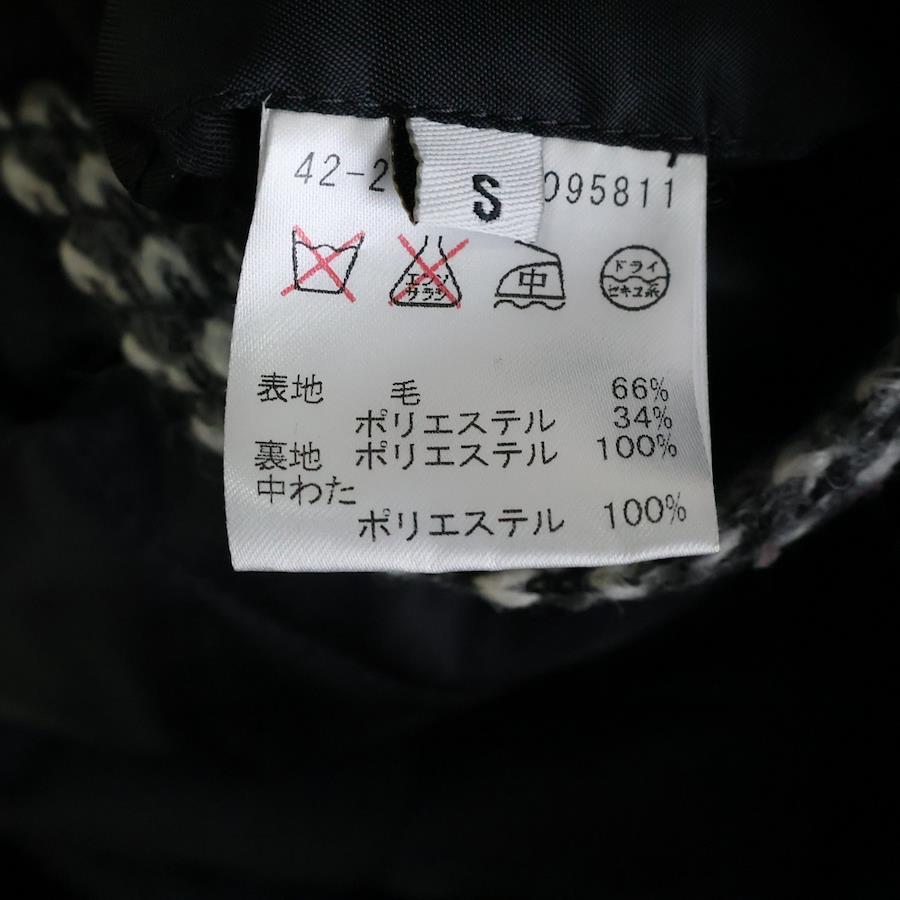 42-2 S 095811
エンソ サラシ 中 ドライ セキユ系
表地 毛 66%
ポリエステル 34%
裏地 ポリエステル 100%
中わた
ポリエステル 100%